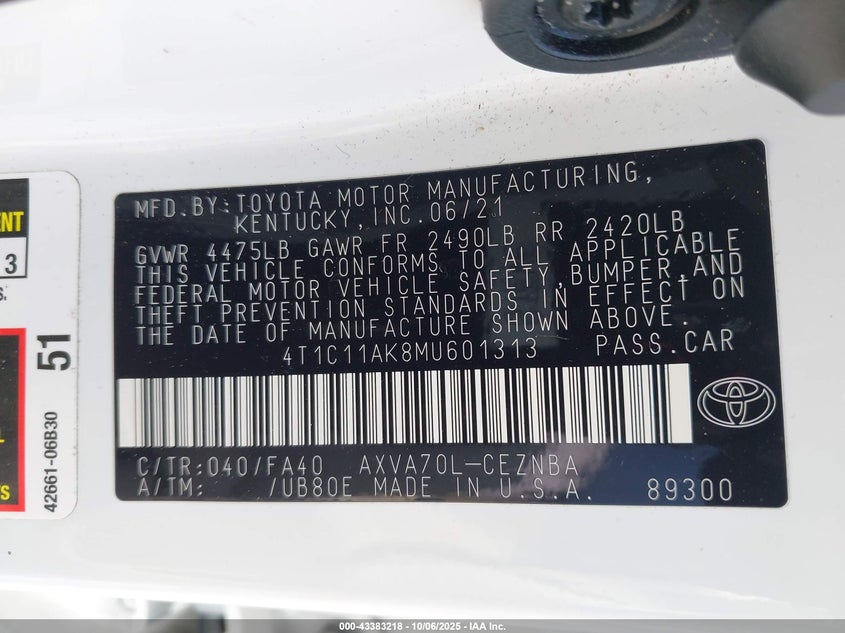 MFD.BY:TOYOTA MOTOR MANUFACTURING,
KENTUCKY,INC.06/21
GVWR 4475LB GAWR FR 2490LB RR 2420LB
THIS VEHICLE CONFORMS TO ALL APPLICABLE
FEDERAL MOTOR VEHICLE SAFETY,BUMPER,AND
THEFT PREVENTION STANDARDS IN EFFECT ON
THE DATE OF MANUFACTURE SHOWN ABOVE.
4T1C11AK8MU601313 PASS.CAR
C/TR:040/FA40 AXVA70L-CEZNBA
A/TM: /UB80E MADE IN U.S.A. 89300
ENT
3
S.
L
TS
51
42661-06B30
000-43383218 - 10/06/2025 - IAA Inc.